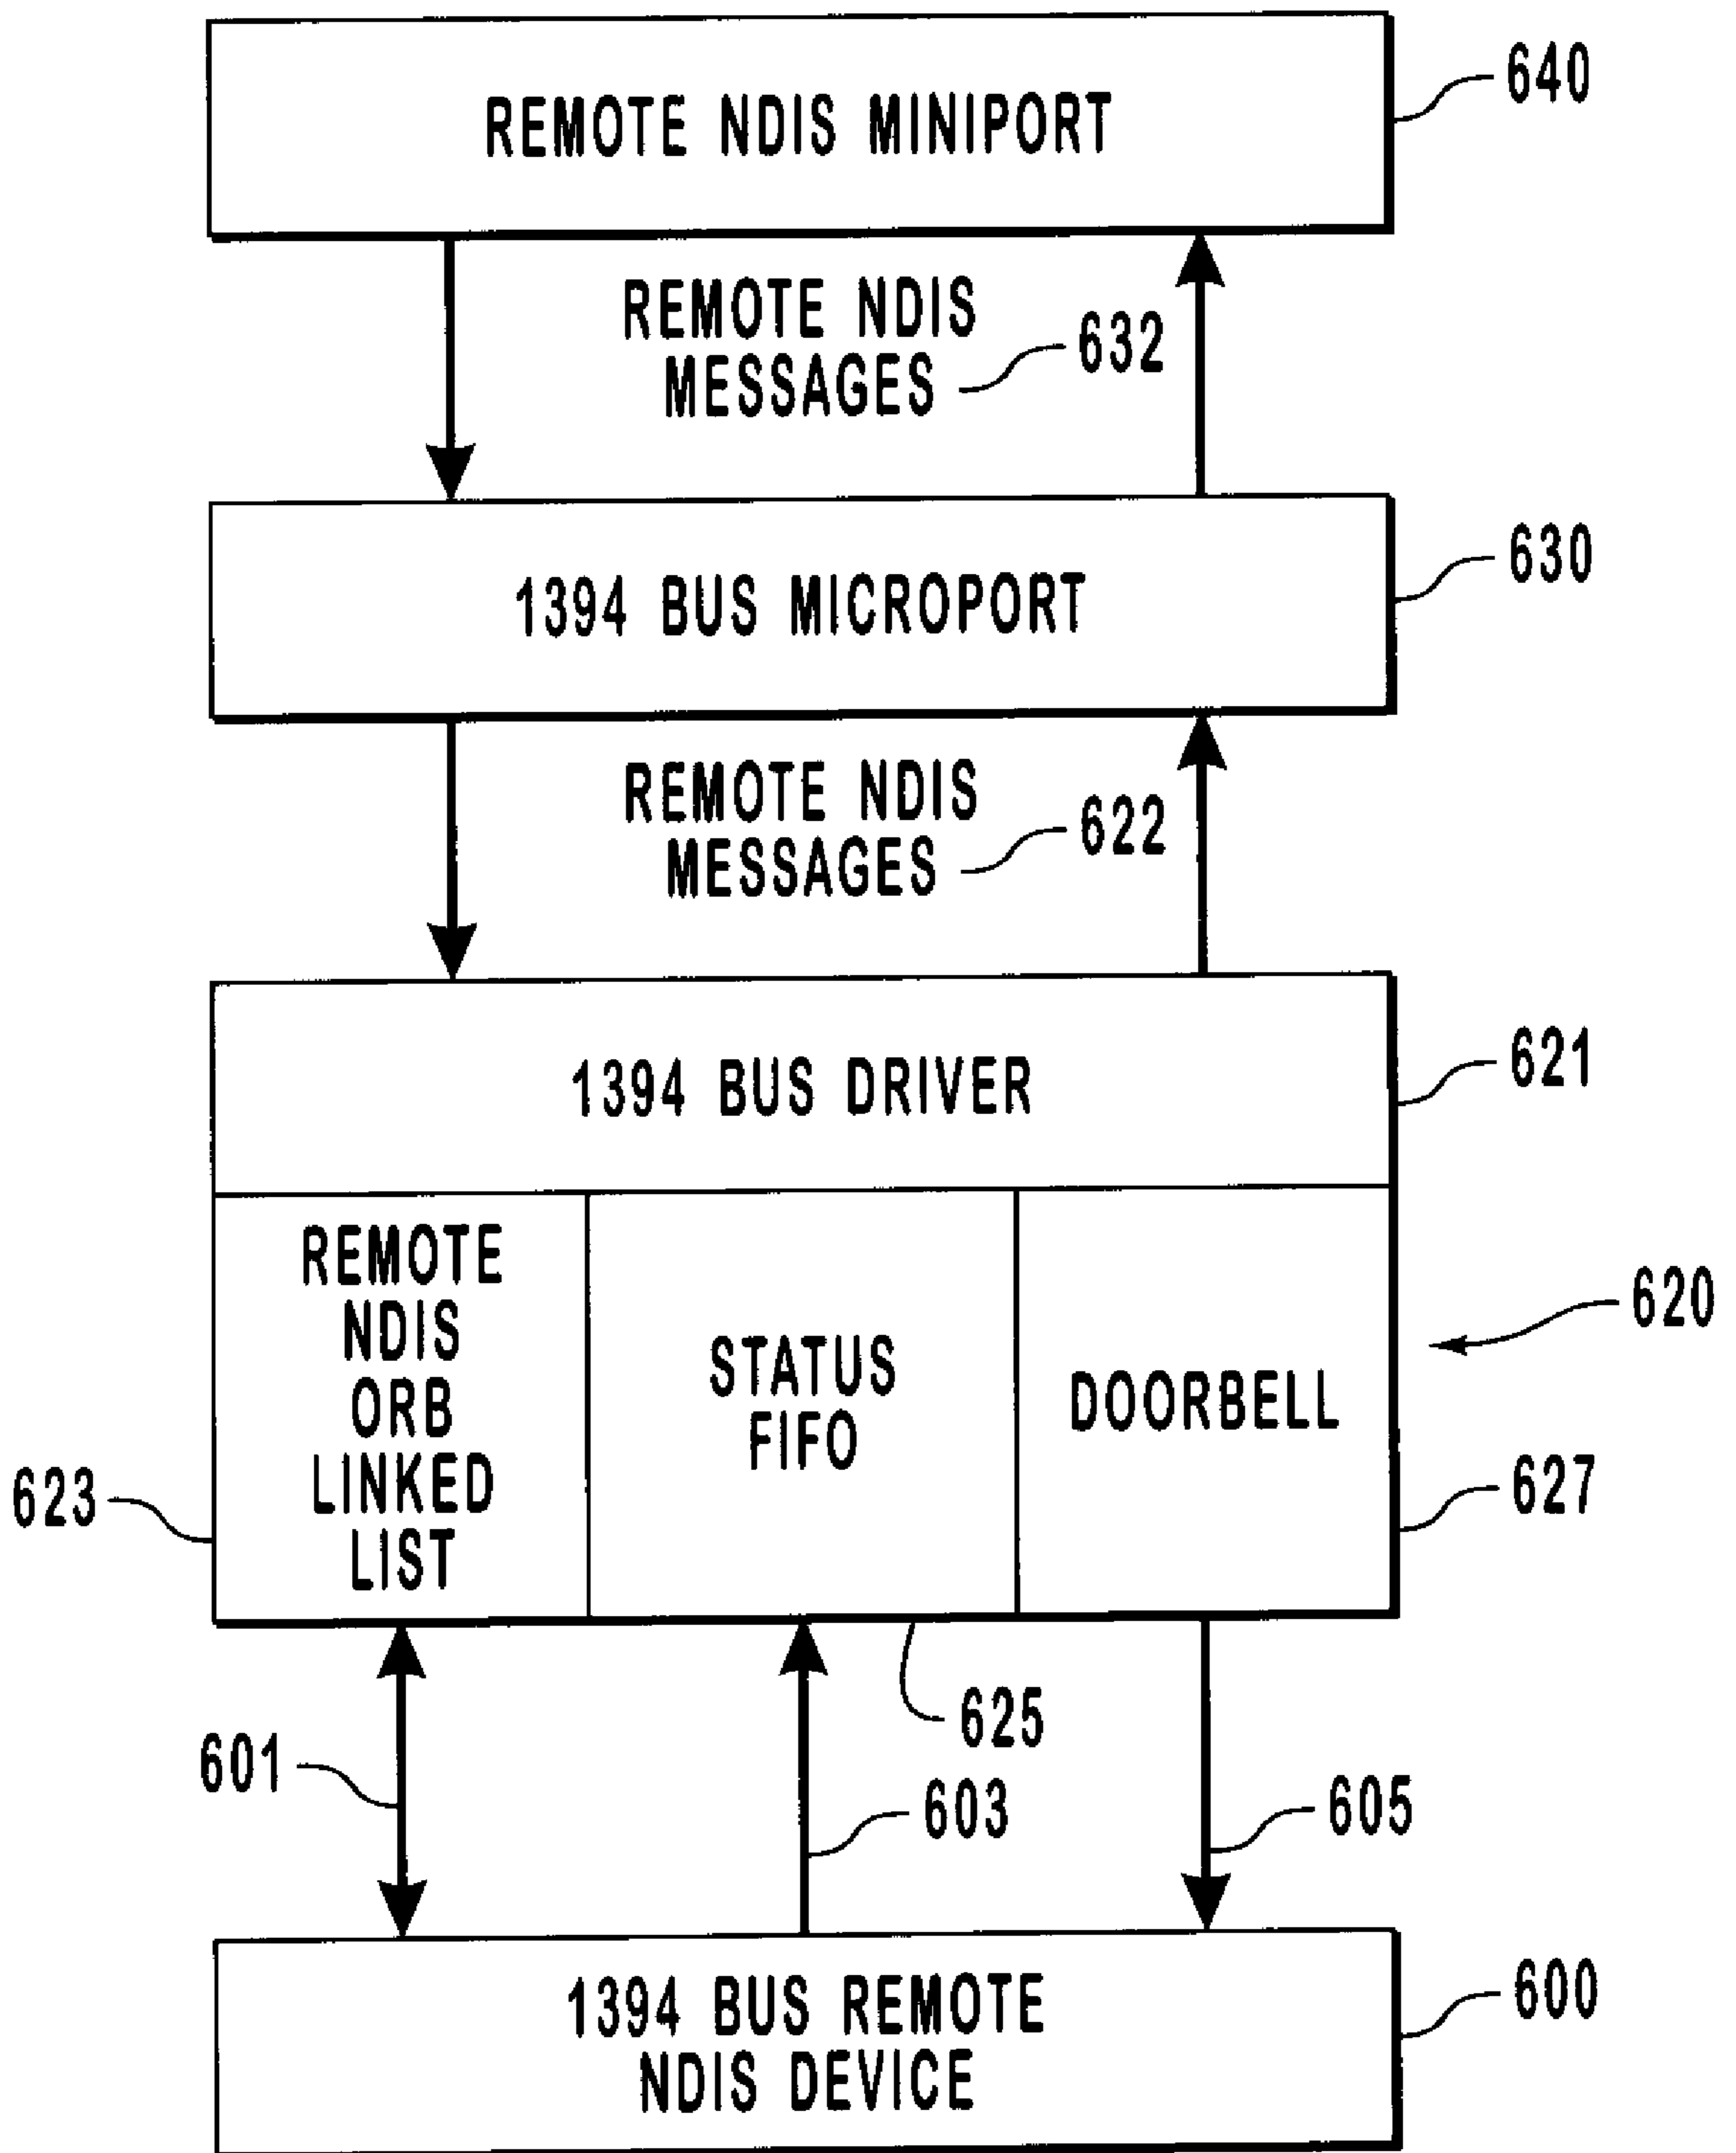 REMOTE NDIS MINIPORT
640
REMOTE NDIS
MESSAGES
632
1394 BUS MICROPORT
630
REMOTE NDIS
MESSAGES
622
1394 BUS DRIVER
621
REMOTE
NDIS
ORB
LINKED
LIST
STATUS
FIFO
DOORBELL
620
623
627
625
601
603
605
1394 BUS REMOTE
NDIS DEVICE
600